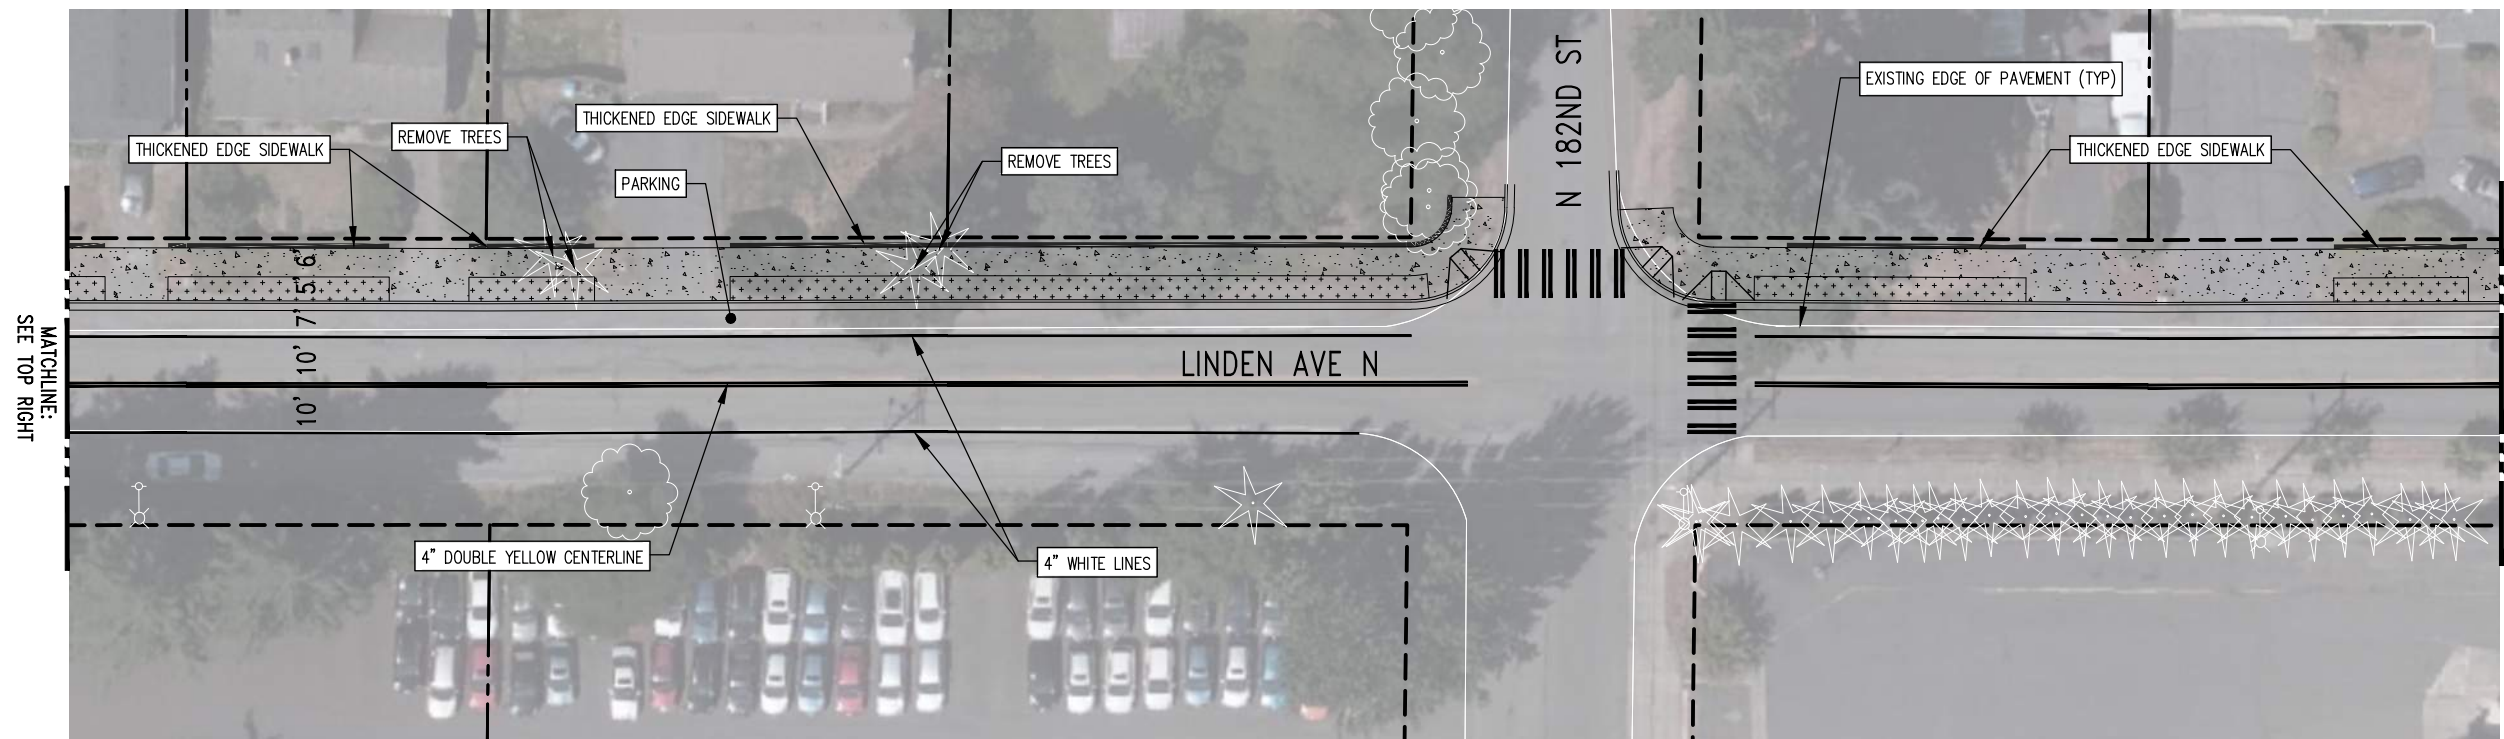 N 182ND ST
EXISTING EDGE OF PAVEMENT (TYP)
THICKENED EDGE SIDEWALK
REMOVE TREES
THICKENED EDGE SIDEWALK
THICKENED EDGE SIDEWALK
REMOVE TREES
PARKING
6'
5'
7'
10'
10'
MATCHLINE:
SEE TOP RIGHT
LINDEN AVE N
4" DOUBLE YELLOW CENTERLINE
4" WHITE LINES